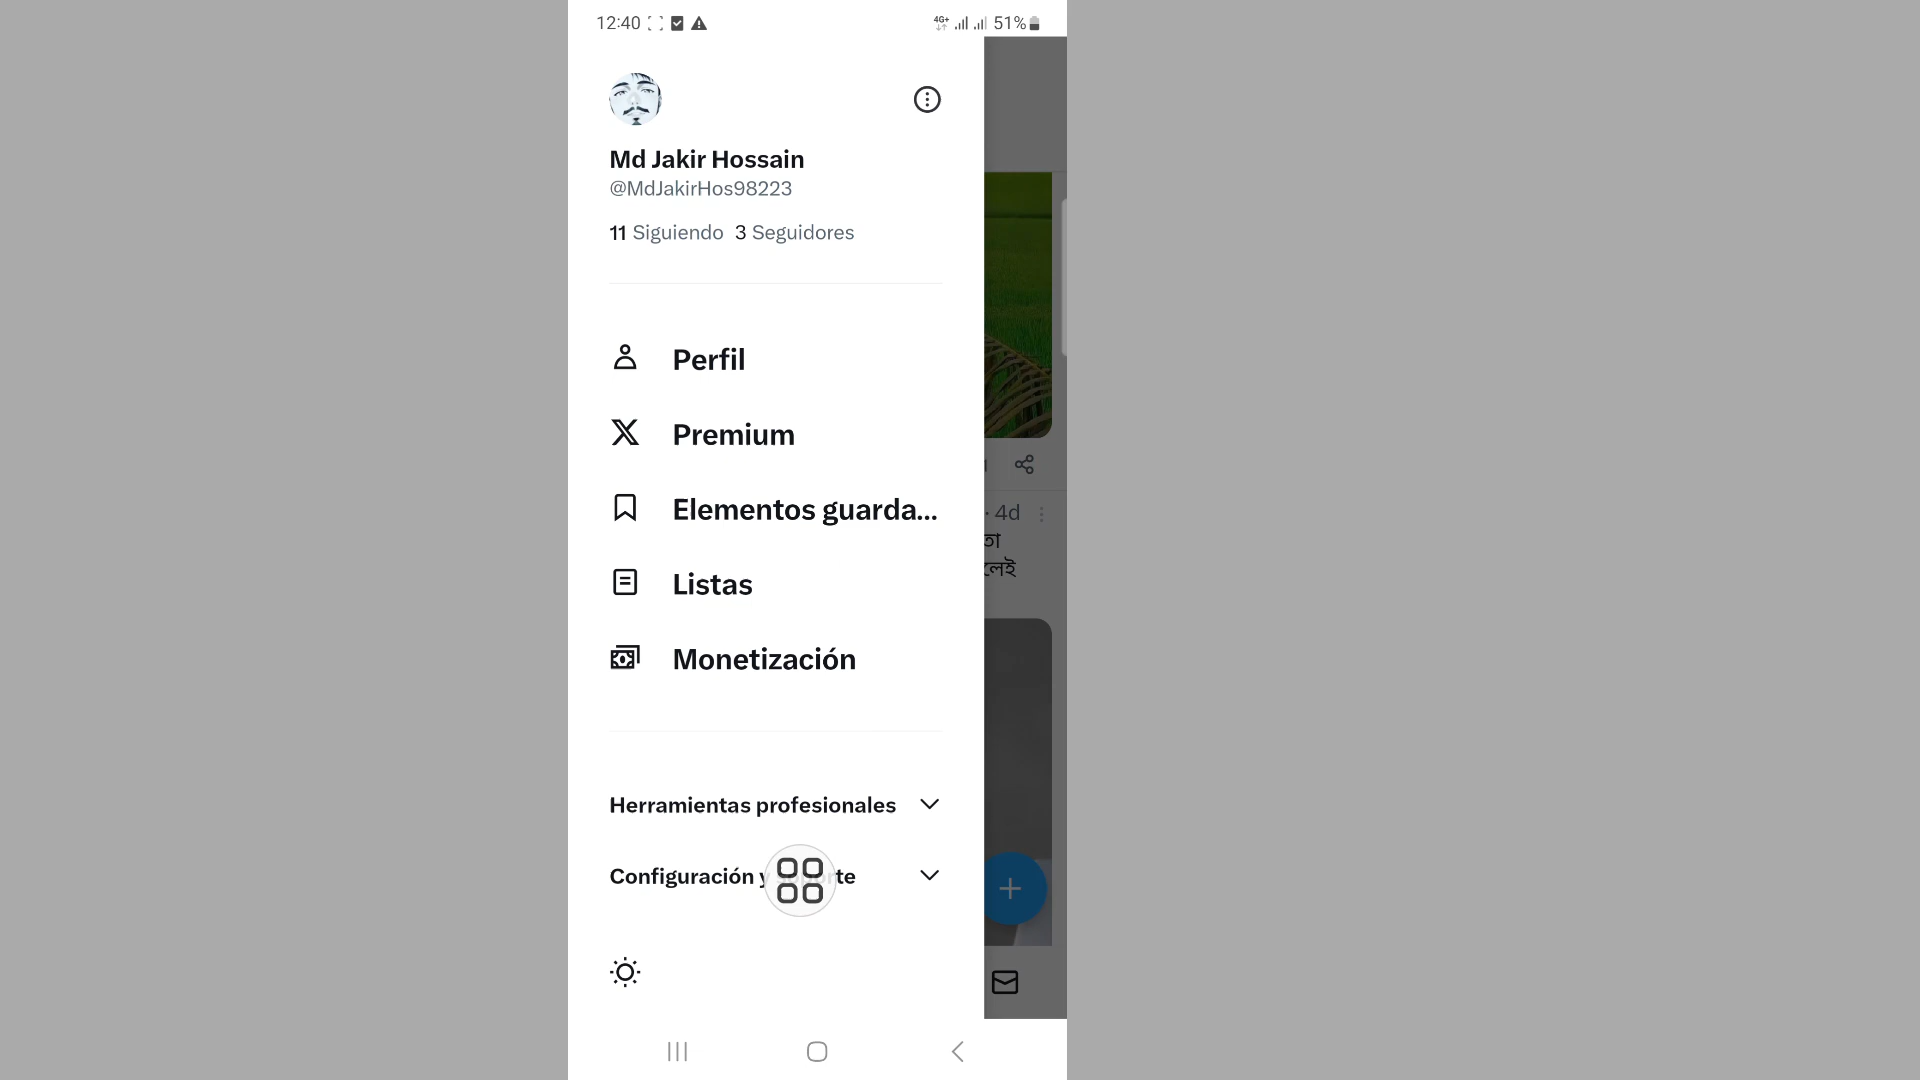 12:40 4G+ 51%
Md Jakir Hossain
@MdJakirHos98223
11 Siguiendo 3 Seguidores
Perfil
Premium
Elementos guarda...
Listas
Monetización
Herramientas profesionales
Configuración y
· 4d